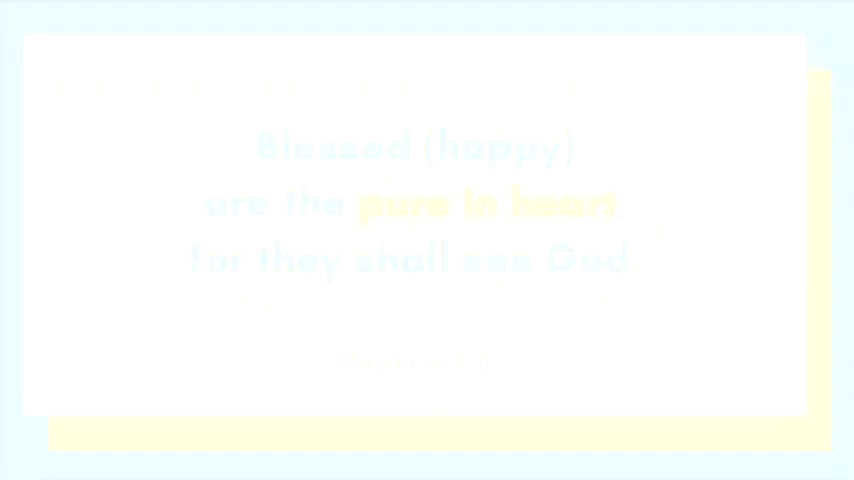 Blessed (happy)
are the pure in heart,
for they shall see God.